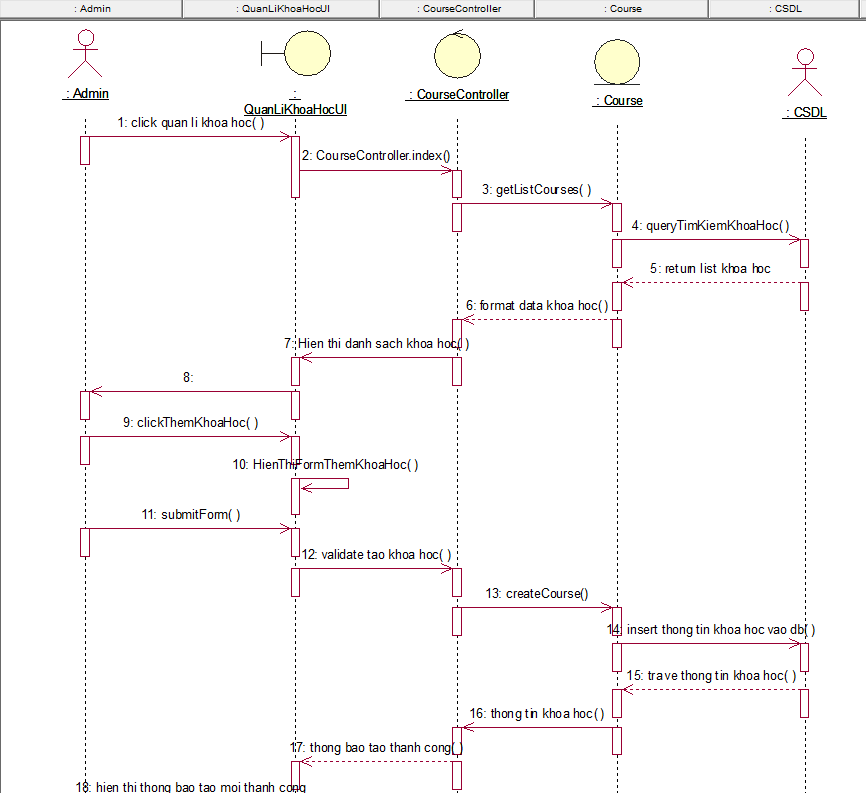 : Admin
: QuanLiKhoaHocUI
: CourseController
: Course
: CSDL
: Admin
:
QuanLiKhoaHocUI
: CourseController
: Course
: CSDL
1: click quan li khoa hoc( )
2: CourseController.index()
3: getListCourses( )
4: queryTimKiemKhoaHoc( )
5: return list khoa hoc
6: format data khoa hoc( )
7: Hien thi danh sach khoa hoc( )
8:
9: clickThemKhoaHoc( )
10: HienThiFormThemKhoaHoc( )
11: submitForm( )
12: validate tao khoa hoc( )
13: createCourse()
14: insert thong tin khoa hoc vao db( )
15: tra ve thong tin khoa hoc( )
16: thong tin khoa hoc( )
17: thong bao tao thanh cong( )
18: hien thi thong bao tao moi thanh cong